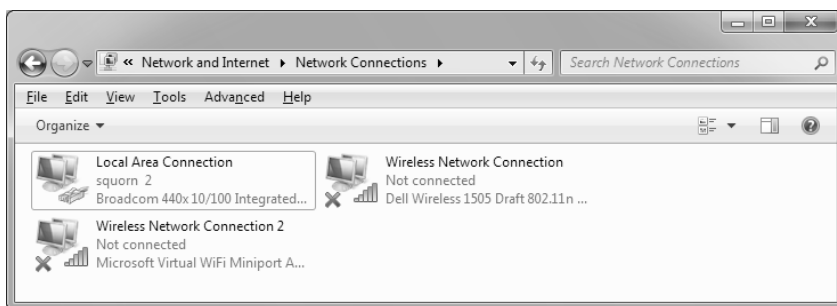 « Network and Internet ▸ Network Connections ▸
Search Network Connections
File Edit View Tools Advanced Help
Organize
Local Area Connection
squorn 2
Broadcom 440x 10/100 Integrated...
Wireless Network Connection
Not connected
Dell Wireless 1505 Draft 802.11n ...
Wireless Network Connection 2
Not connected
Microsoft Virtual WiFi Miniport A...